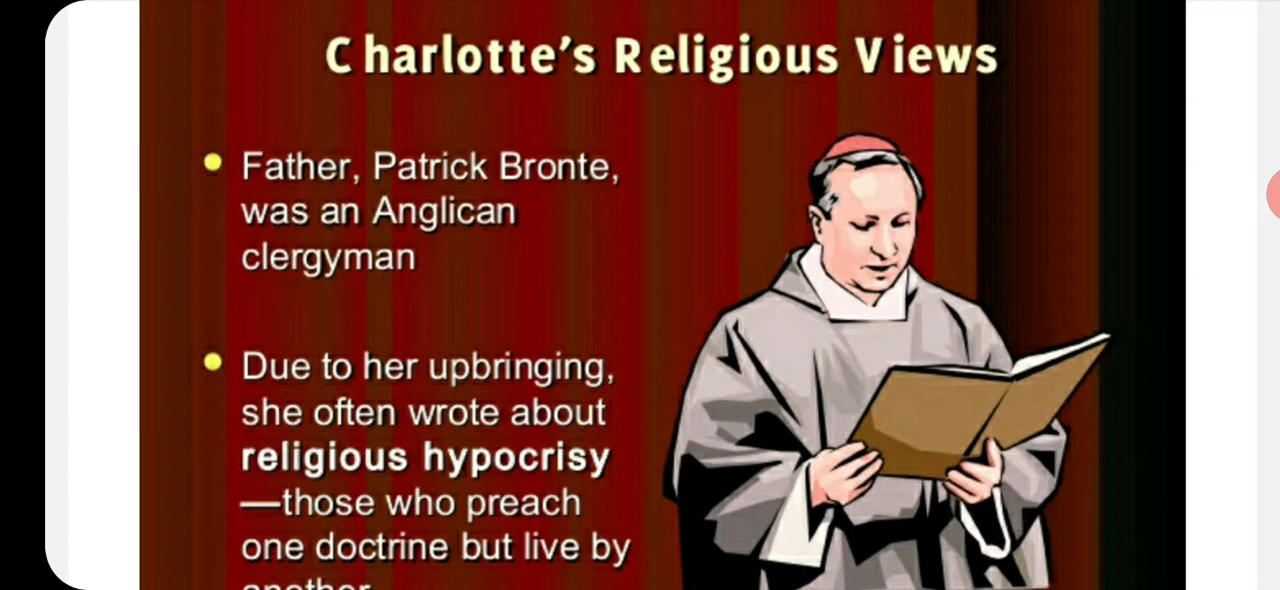 Charlotte's Religious Views
Father, Patrick Bronte,
was an Anglican
clergyman
Due to her upbringing,
she often wrote about
religious hypocrisy
—those who preach
one doctrine but live by
another